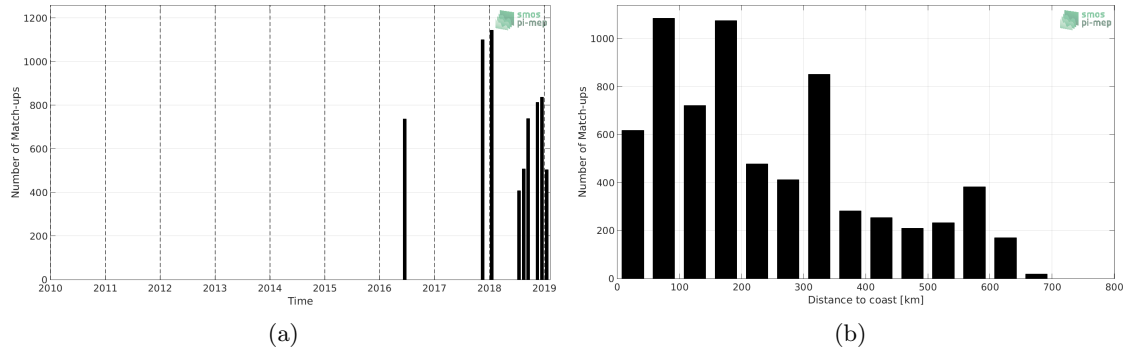 smos
pi-mep
1200
1000
800
600
400
200
0
Number of Match-ups
2010 2011 2012 2013 2014 2015 2016 2017 2018 2019
Time
(a)
smos
pi-mep
1000
800
600
400
200
0
Number of Match-ups
0 100 200 300 400 500 600 700 800
Distance to coast [km]
(b)